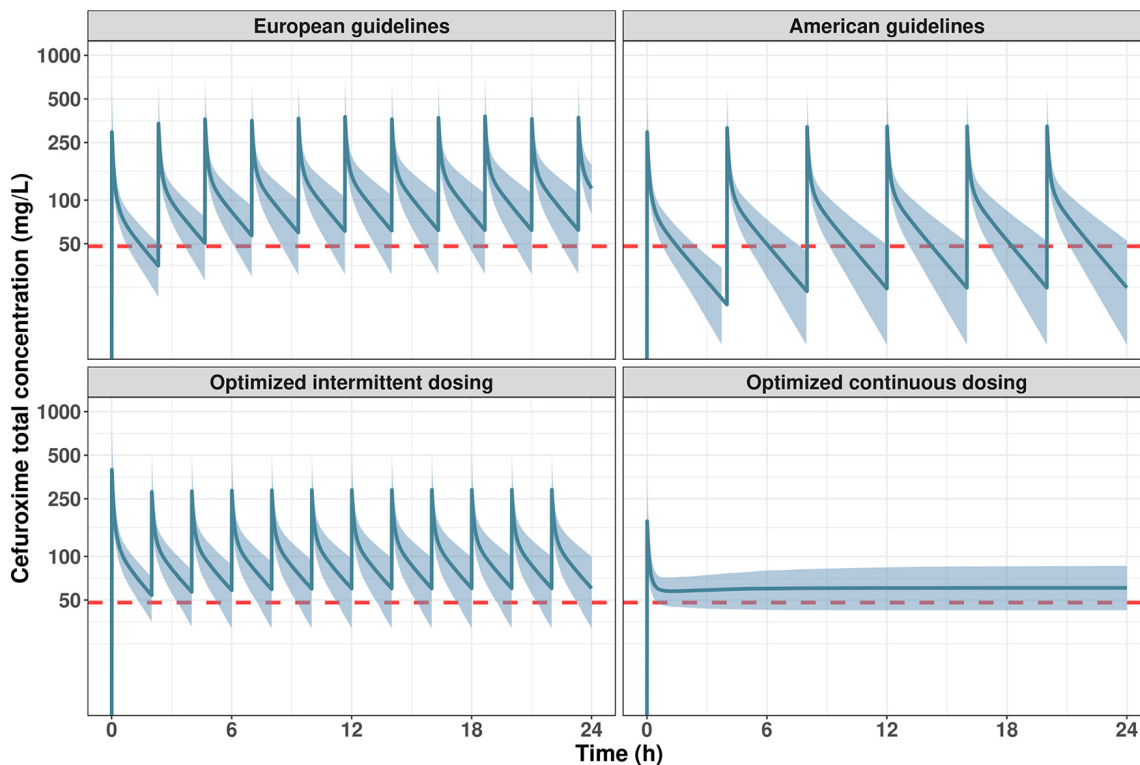 European guidelines
American guidelines
1000
500
250
100
50
Optimized intermittent dosing
Optimized continuous dosing
1000
500
250
100
50
Cefuroxime total concentration (mg/L)
0 6 12 18 24
0 6 12 18 24
Time (h)